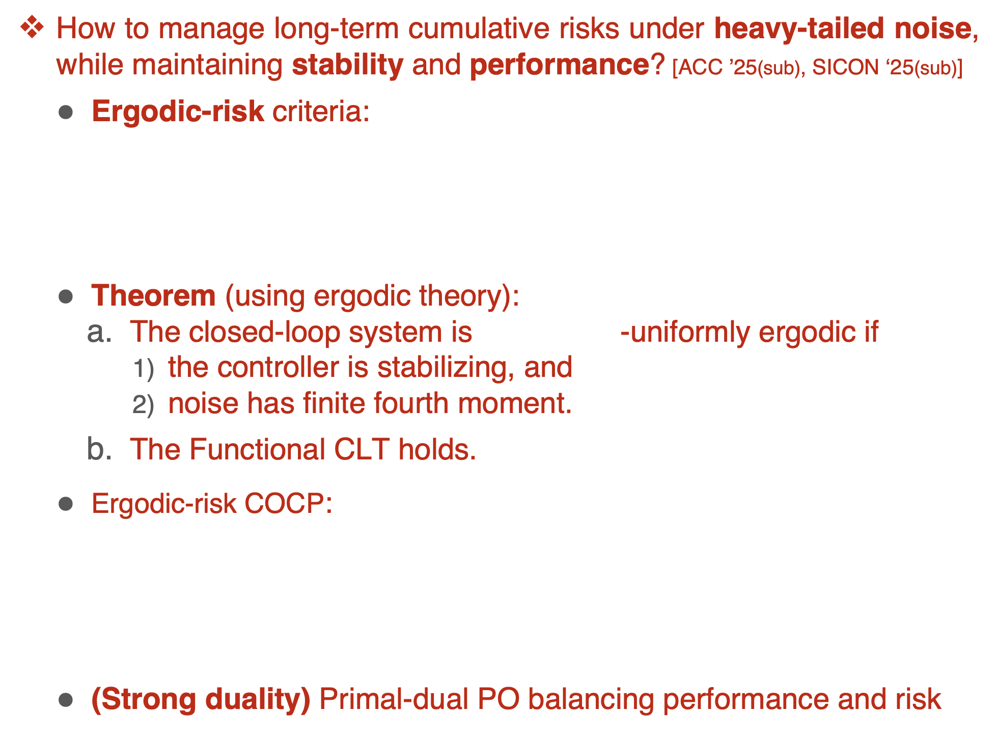 ❖ How to manage long-term cumulative risks under heavy-tailed noise,
while maintaining stability and performance? [ACC ’25(sub), SICON ‘25(sub)]
● Ergodic-risk criteria:
● Theorem (using ergodic theory):
a. The closed-loop system is -uniformly ergodic if
1) the controller is stabilizing, and
2) noise has finite fourth moment.
b. The Functional CLT holds.
● Ergodic-risk COCP:
● (Strong duality) Primal-dual PO balancing performance and risk